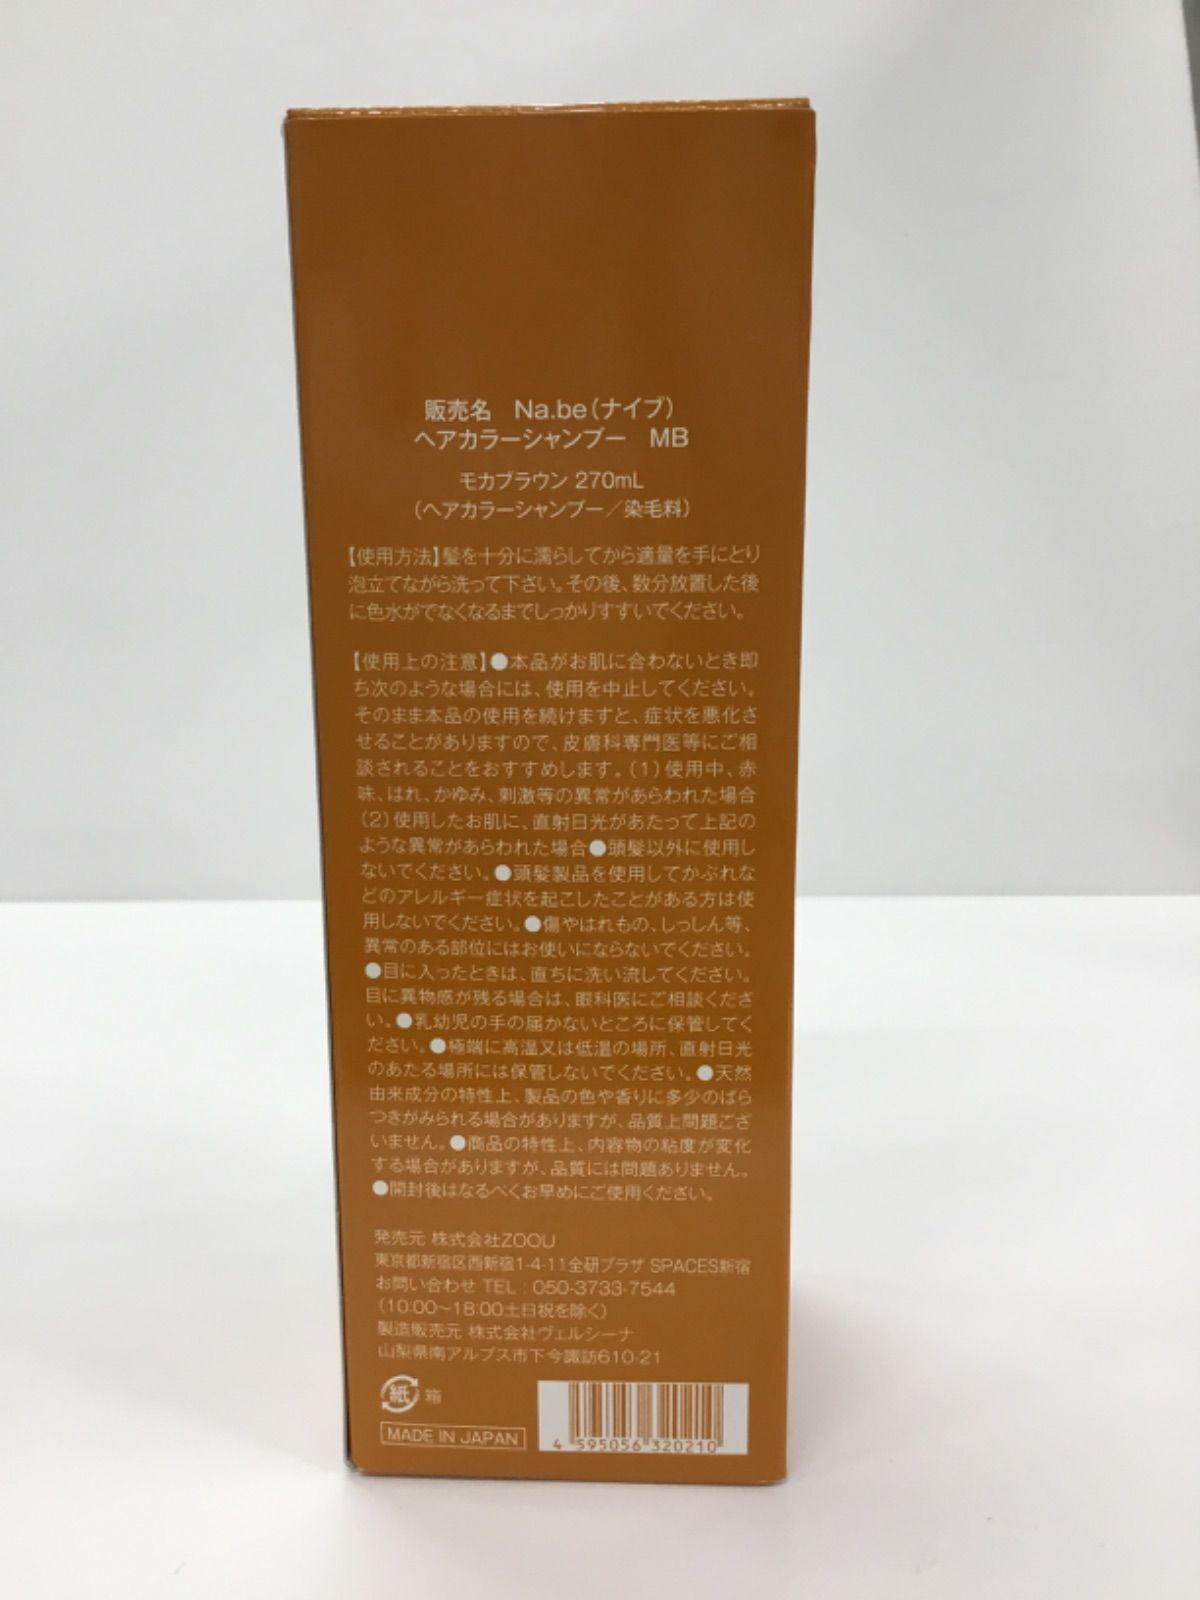 販売名　Na.be（ナイブ）
ヘアカラーシャンプー　MB
モカブラウン 270mL
（ヘアカラーシャンプー／染毛料）
【使用方法】髪を十分に濡らしてから適量を手にとり
泡立てながら洗って下さい。その後、数分放置した後
に色水がでなくなるまでしっかりすすいでください。
【使用上の注意】●本品がお肌に合わないとき即
ち次のような場合には、使用を中止してください。
そのまま本品の使用を続けますと、症状を悪化さ
せることがありますので、皮膚科専門医等にご相
談されることをおすすめします。（1）使用中、赤
味、はれ、かゆみ、刺激等の異常があらわれた場合
（2）使用したお肌に、直射日光があたって上記の
ような異常があらわれた場合●頭髪以外に使用し
ないでください。●頭髪製品を使用してかぶれな
どのアレルギー症状を起こしたことがある方は使
用しないでください。●傷やはれもの、しっしん等、
異常のある部位にはお使いにならないでください。
●目に入ったときは、直ちに洗い流してください。
目に異物感が残る場合は、眼科医にご相談くださ
い。●乳幼児の手の届かないところに保管してく
ださい。●極端に高温又は低温の場所、直射日光
のあたる場所には保管しないでください。●天然
由来成分の特性上、製品の色や香りに多少のばら
つきがみられる場合がありますが、品質上問題ござ
いません。●商品の特性上、内容物の粘度が変化
する場合がありますが、品質には問題ありません。
●開封後はなるべくお早めにご使用ください。
発売元 株式会社ZOOU
東京都新宿区西新宿1-4-11全研プラザ SPACES新宿
お問い合わせ TEL：050-3733-7544
（10:00～18:00土日祝を除く）
製造販売元 株式会社ヴェルシーナ
山梨県南アルプス市下今諏訪610-21
紙 箱
MADE IN JAPAN
4 595056 320210